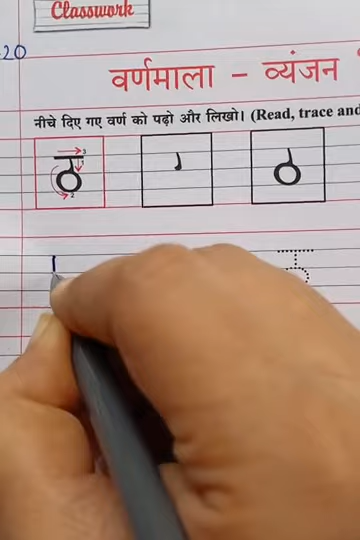 Classwork
20
वर्णमाला – व्यंजन
नीचे दिए गए वर्ण को पढ़ो और लिखो। (Read, trace and
ठ